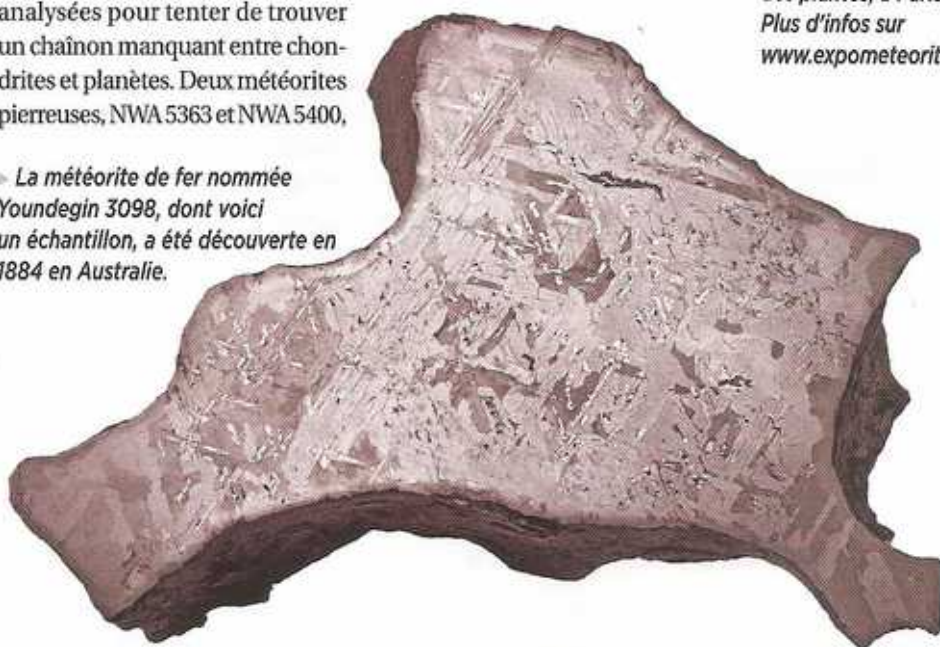 analysées pour tenter de trouver
un chaînon manquant entre chon-
drites et planètes. Deux météorites
pierreuses, NWA 5363 et NWA 5400,
La météorite de fer nommée
Youndegin 3098, dont voici
un échantillon, a été découverte en
1884 en Australie.
Plus d'infos sur
www.expometeorit